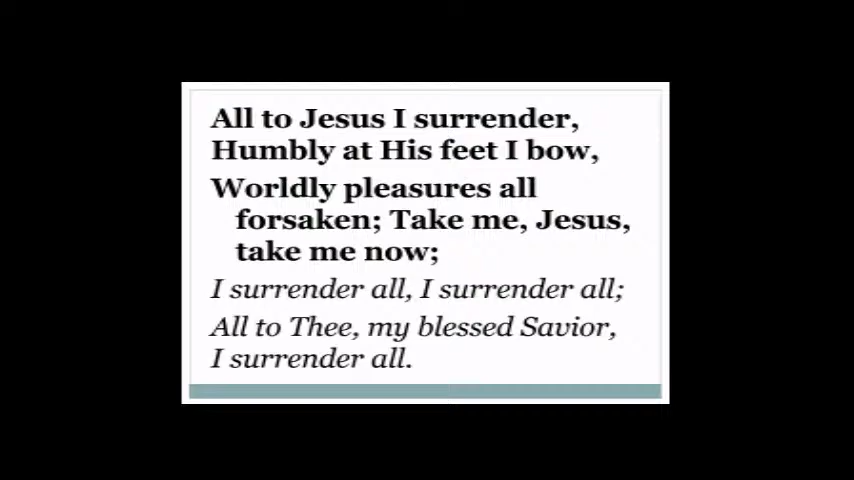 All to Jesus I surrender,
Humbly at His feet I bow,
Worldly pleasures all
forsaken; Take me, Jesus,
take me now;
I surrender all, I surrender all;
All to Thee, my blessed Savior,
I surrender all.